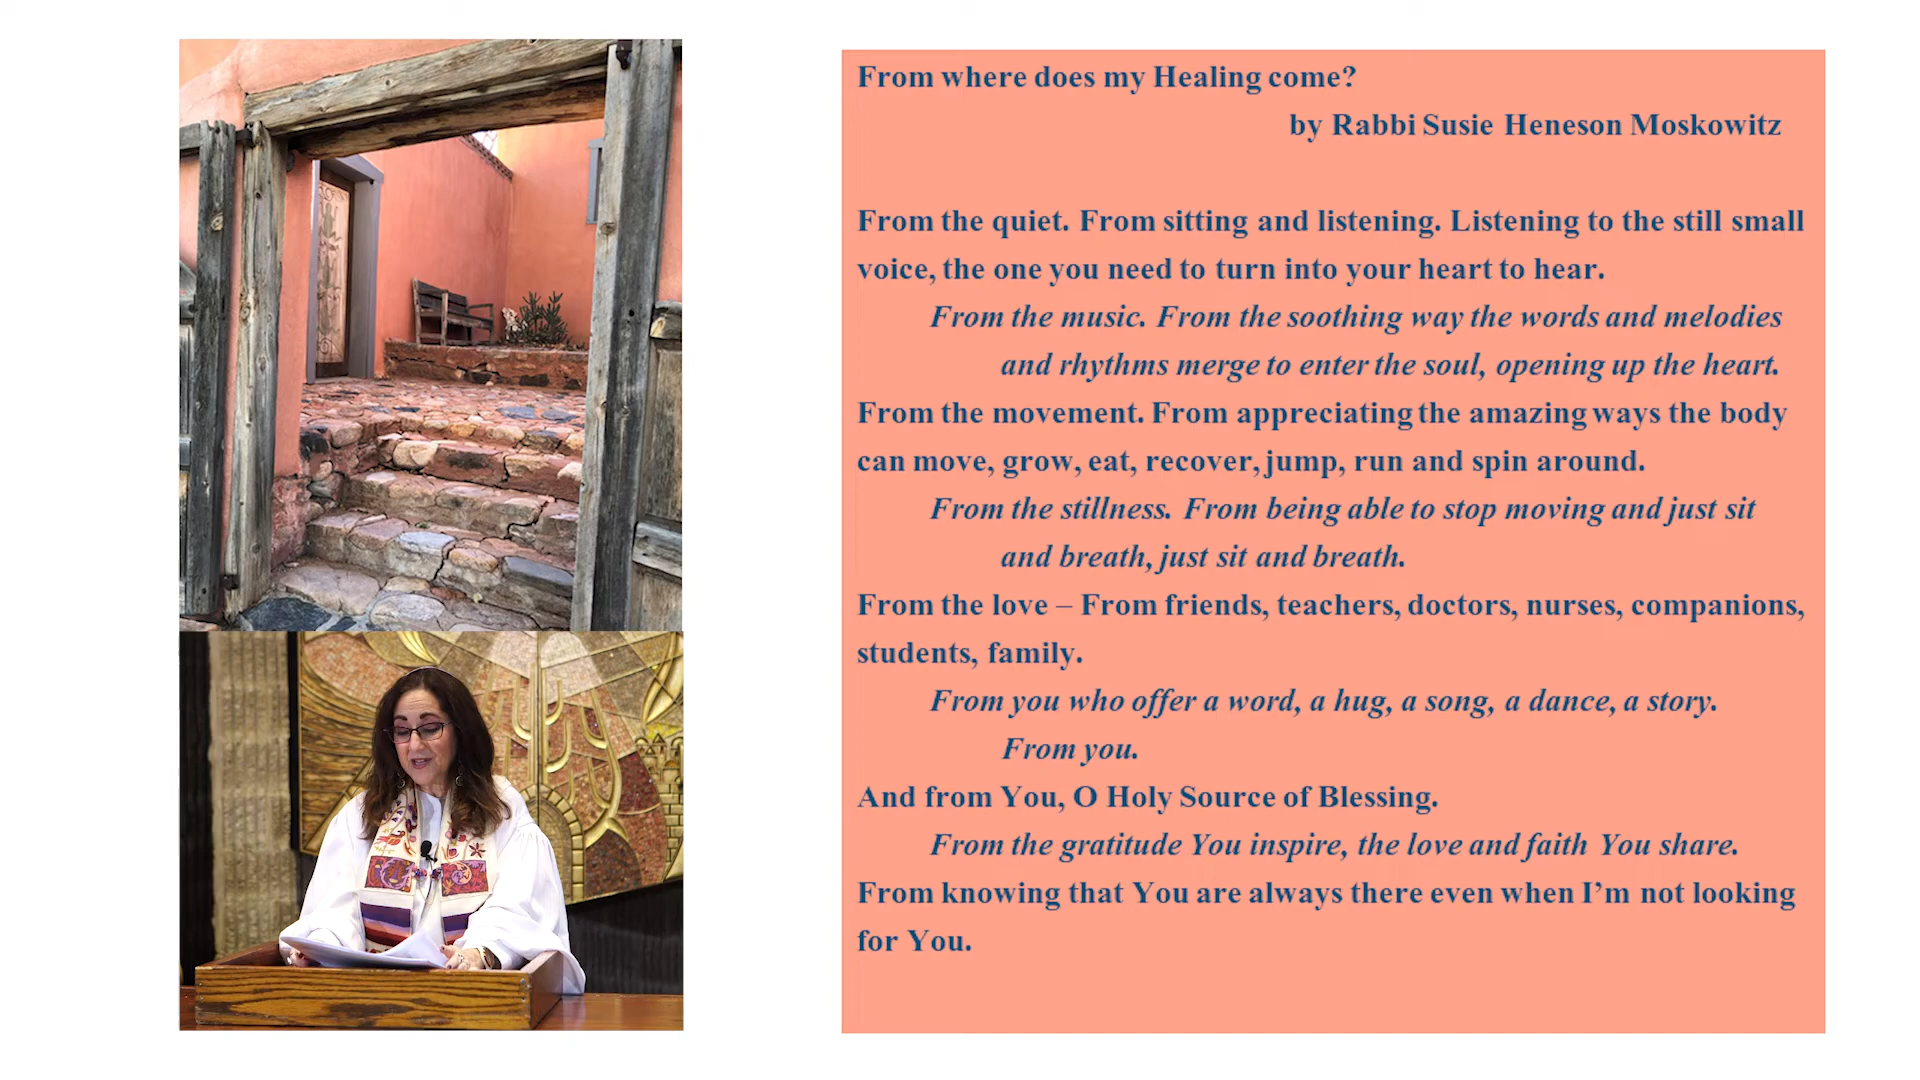 From where does my Healing come?
by Rabbi Susie Heneson Moskowitz
From the quiet. From sitting and listening. Listening to the still small
voice, the one you need to turn into your heart to hear.
From the music. From the soothing way the words and melodies
and rhythms merge to enter the soul, opening up the heart.
From the movement. From appreciating the amazing ways the body
can move, grow, eat, recover, jump, run and spin around.
From the stillness. From being able to stop moving and just sit
and breath, just sit and breath.
From the love – From friends, teachers, doctors, nurses, companions,
students, family.
From you who offer a word, a hug, a song, a dance, a story.
From you.
And from You, O Holy Source of Blessing.
From the gratitude You inspire, the love and faith You share.
From knowing that You are always there even when I’m not looking
for You.